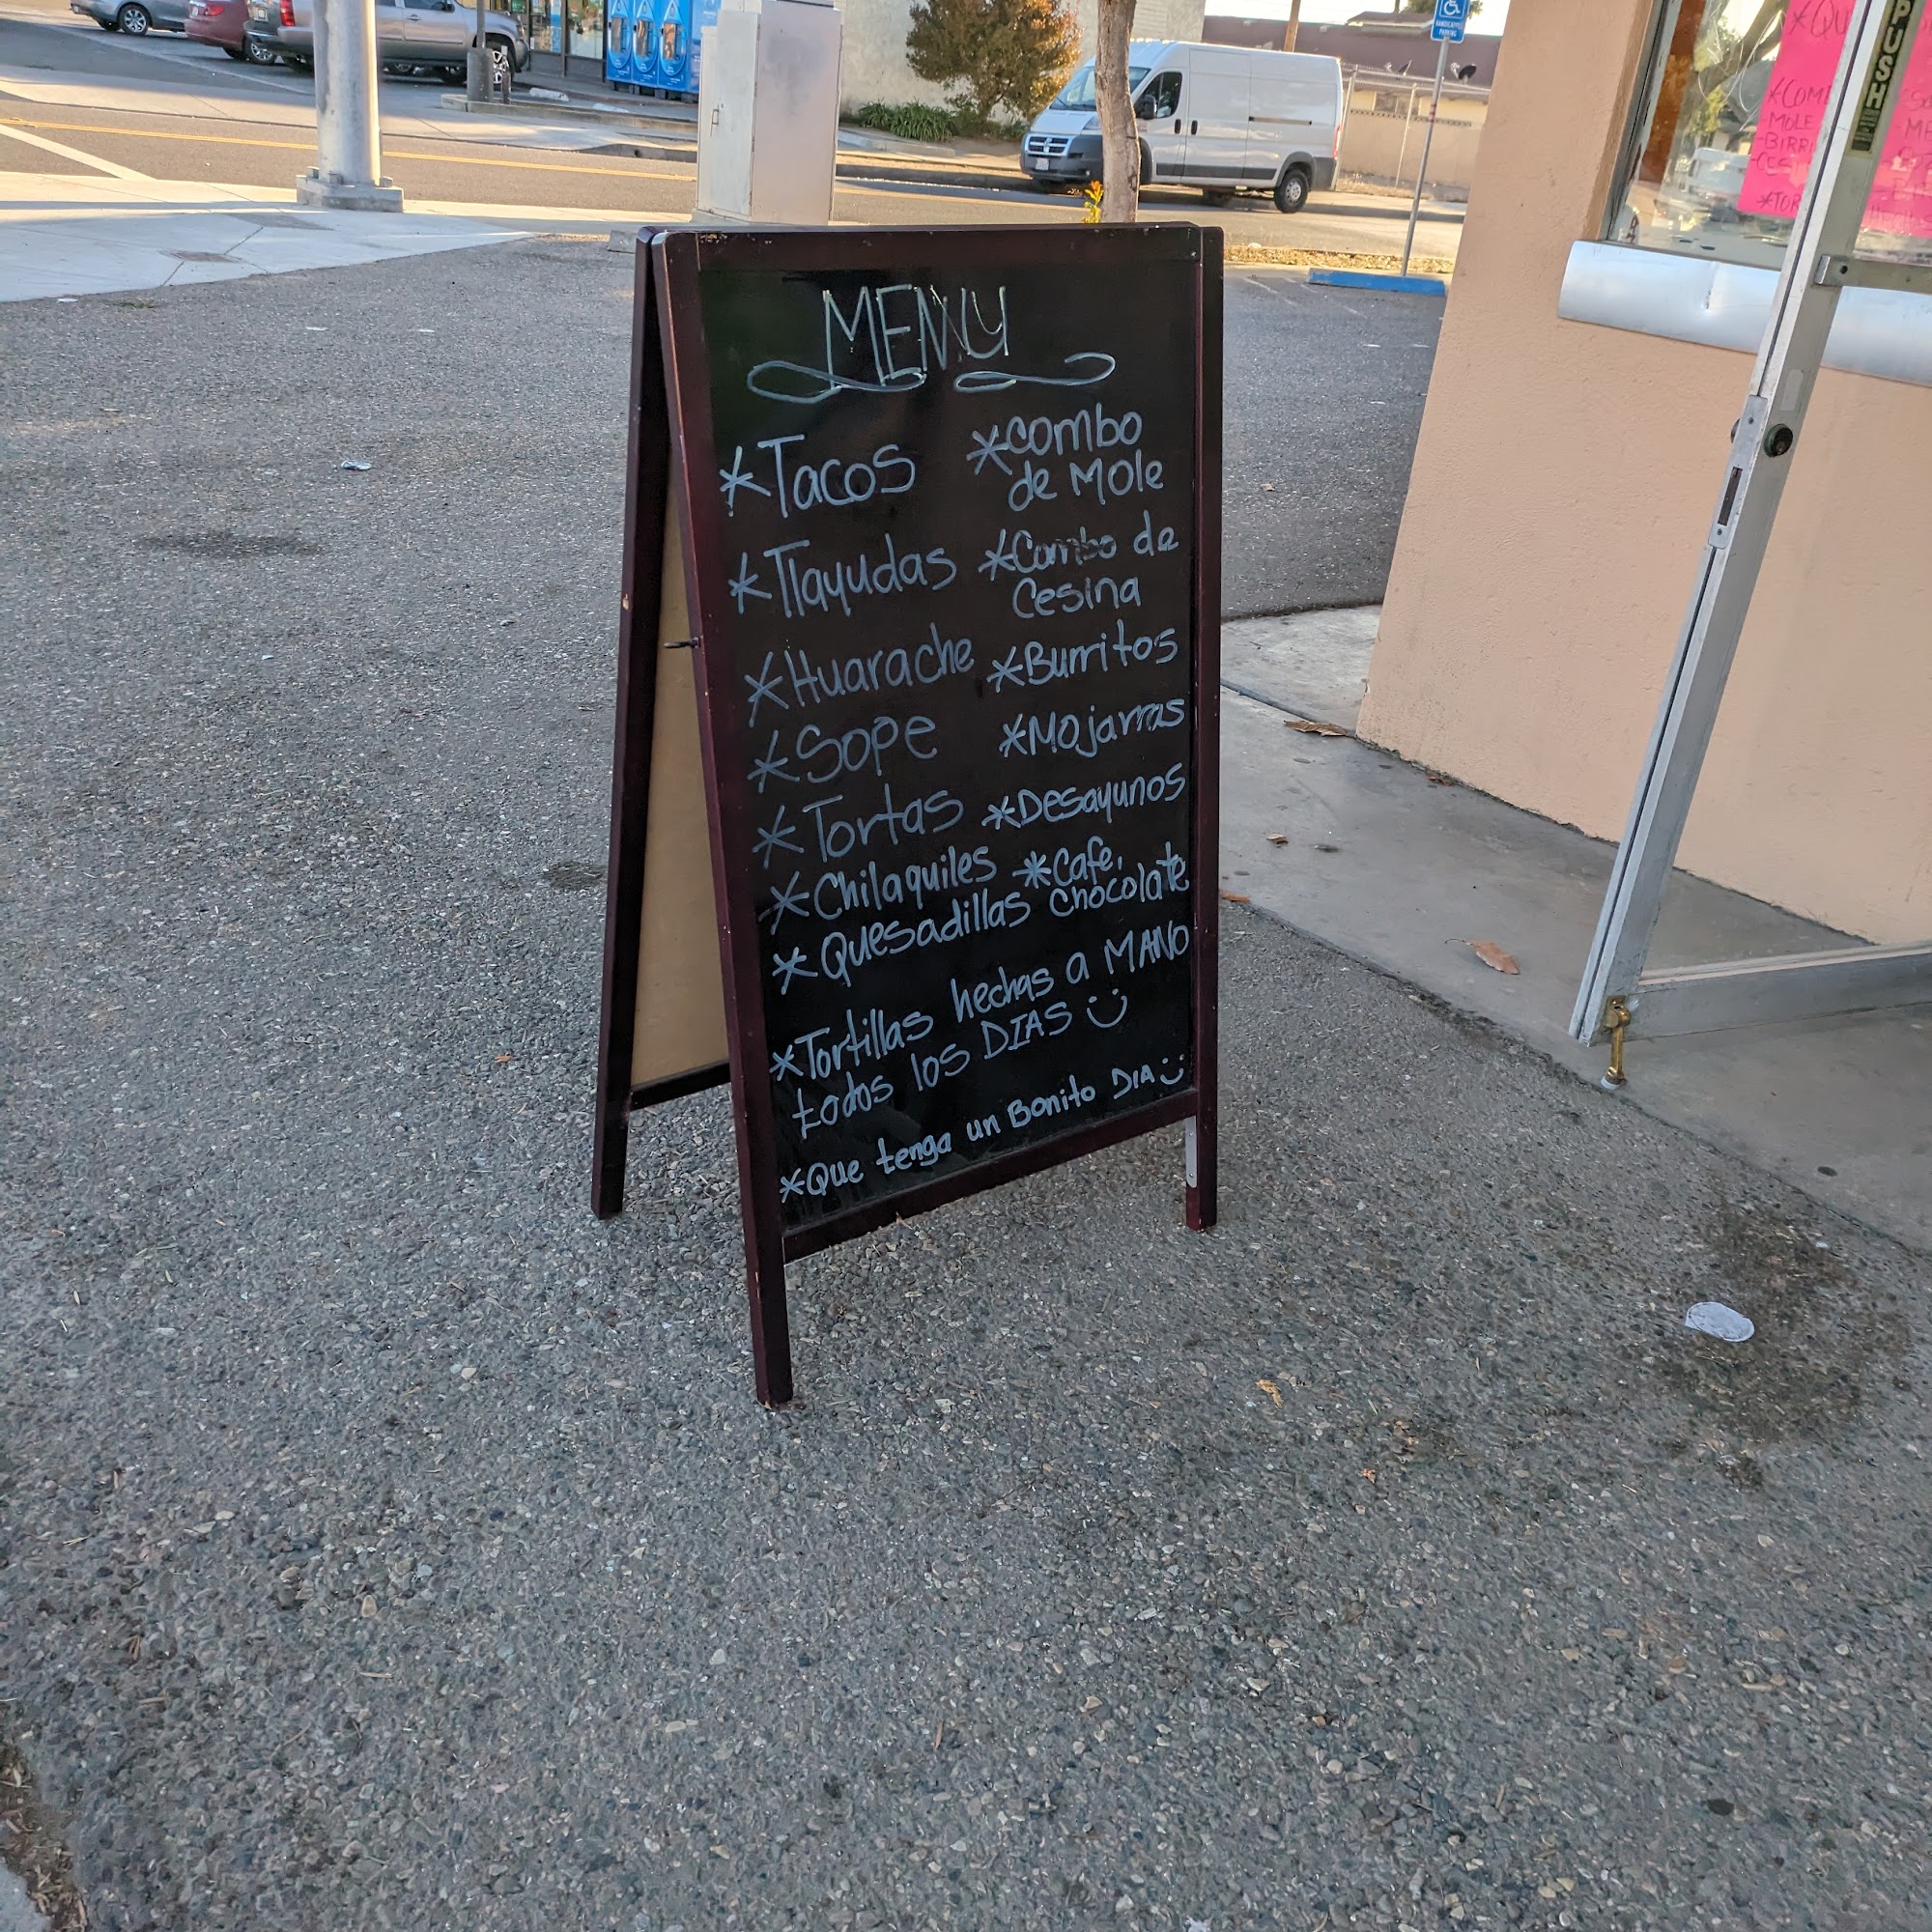 MENU
*Tacos
*Tlayudas
*Huarache
*Sope
*Tortas
*Chilaquiles
*Quesadillas
*combo
de Mole
*Combo de
Cesina
*Burritos
*Mojarras
*Desayunos
*Cafe,
chocolate
*Tortillas hechas a MANO
todos los DIAS
*Que tenga un Bonito DIA
PUSH
-MOLE